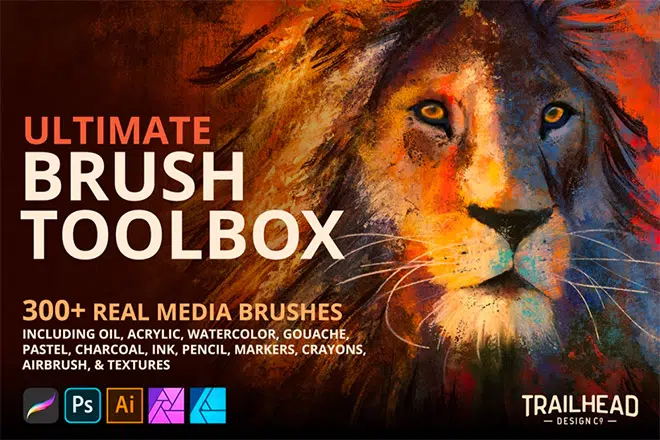 ULTIMATE
BRUSH
TOOLBOX
300+ REAL MEDIA BRUSHES
INCLUDING OIL, ACRYLIC, WATERCOLOR, GOUACHE,
PASTEL, CHARCOAL, INK, PENCIL, MARKERS, CRAYONS,
AIRBRUSH, & TEXTURES
Ps
Ai
TRAILHEAD
DESIGN Cº